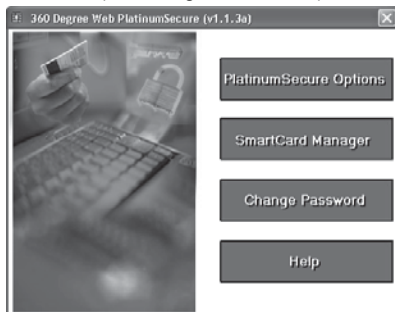 360 Degree Web PlatinumSecure (v1.1.3a)
PlatinumSecure Options
SmartCard Manager
Change Password
Help